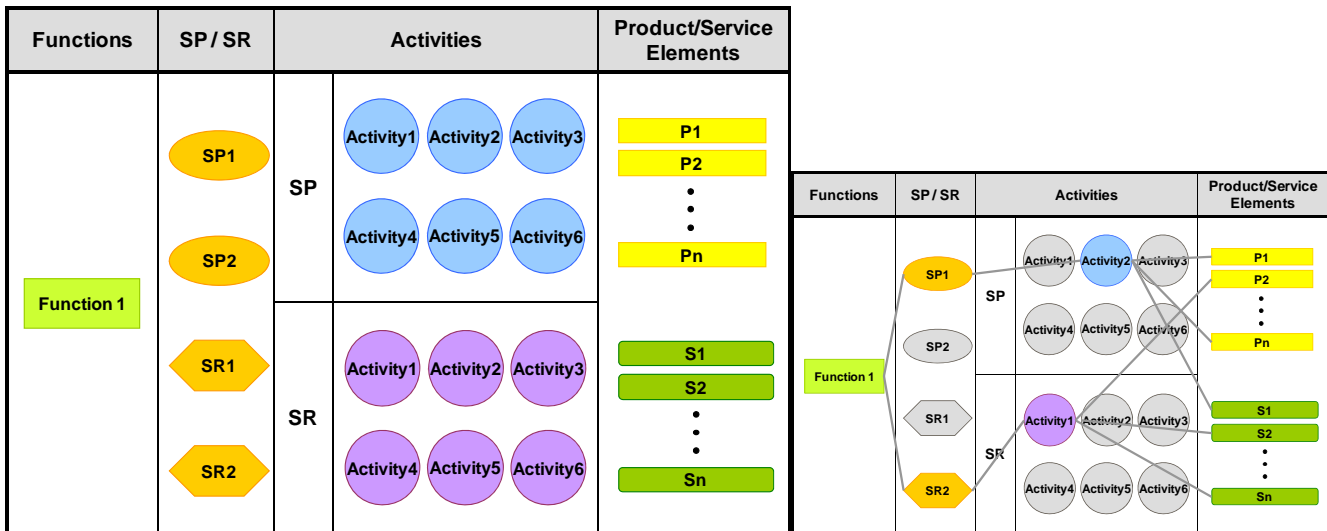 Functions
SP / SR
Activities
Product/Service
Elements
Function 1
SP1
SP2
SR1
SR2
SP
Activity1 Activity2 Activity3
Activity4 Activity5 Activity6
SR
Activity1 Activity2 Activity3
Activity4 Activity5 Activity6
P1
P2
Pn
S1
S2
Sn
Functions
SP / SR
Activities
Product/Service
Elements
Function 1
SP1
SP2
SR1
SR2
SP
Activity1 Activity2 Activity3
Activity4 Activity5 Activity6
SR
Activity1 Activity2 Activity3
Activity4 Activity5 Activity6
P1
P2
Pn
S1
S2
Sn